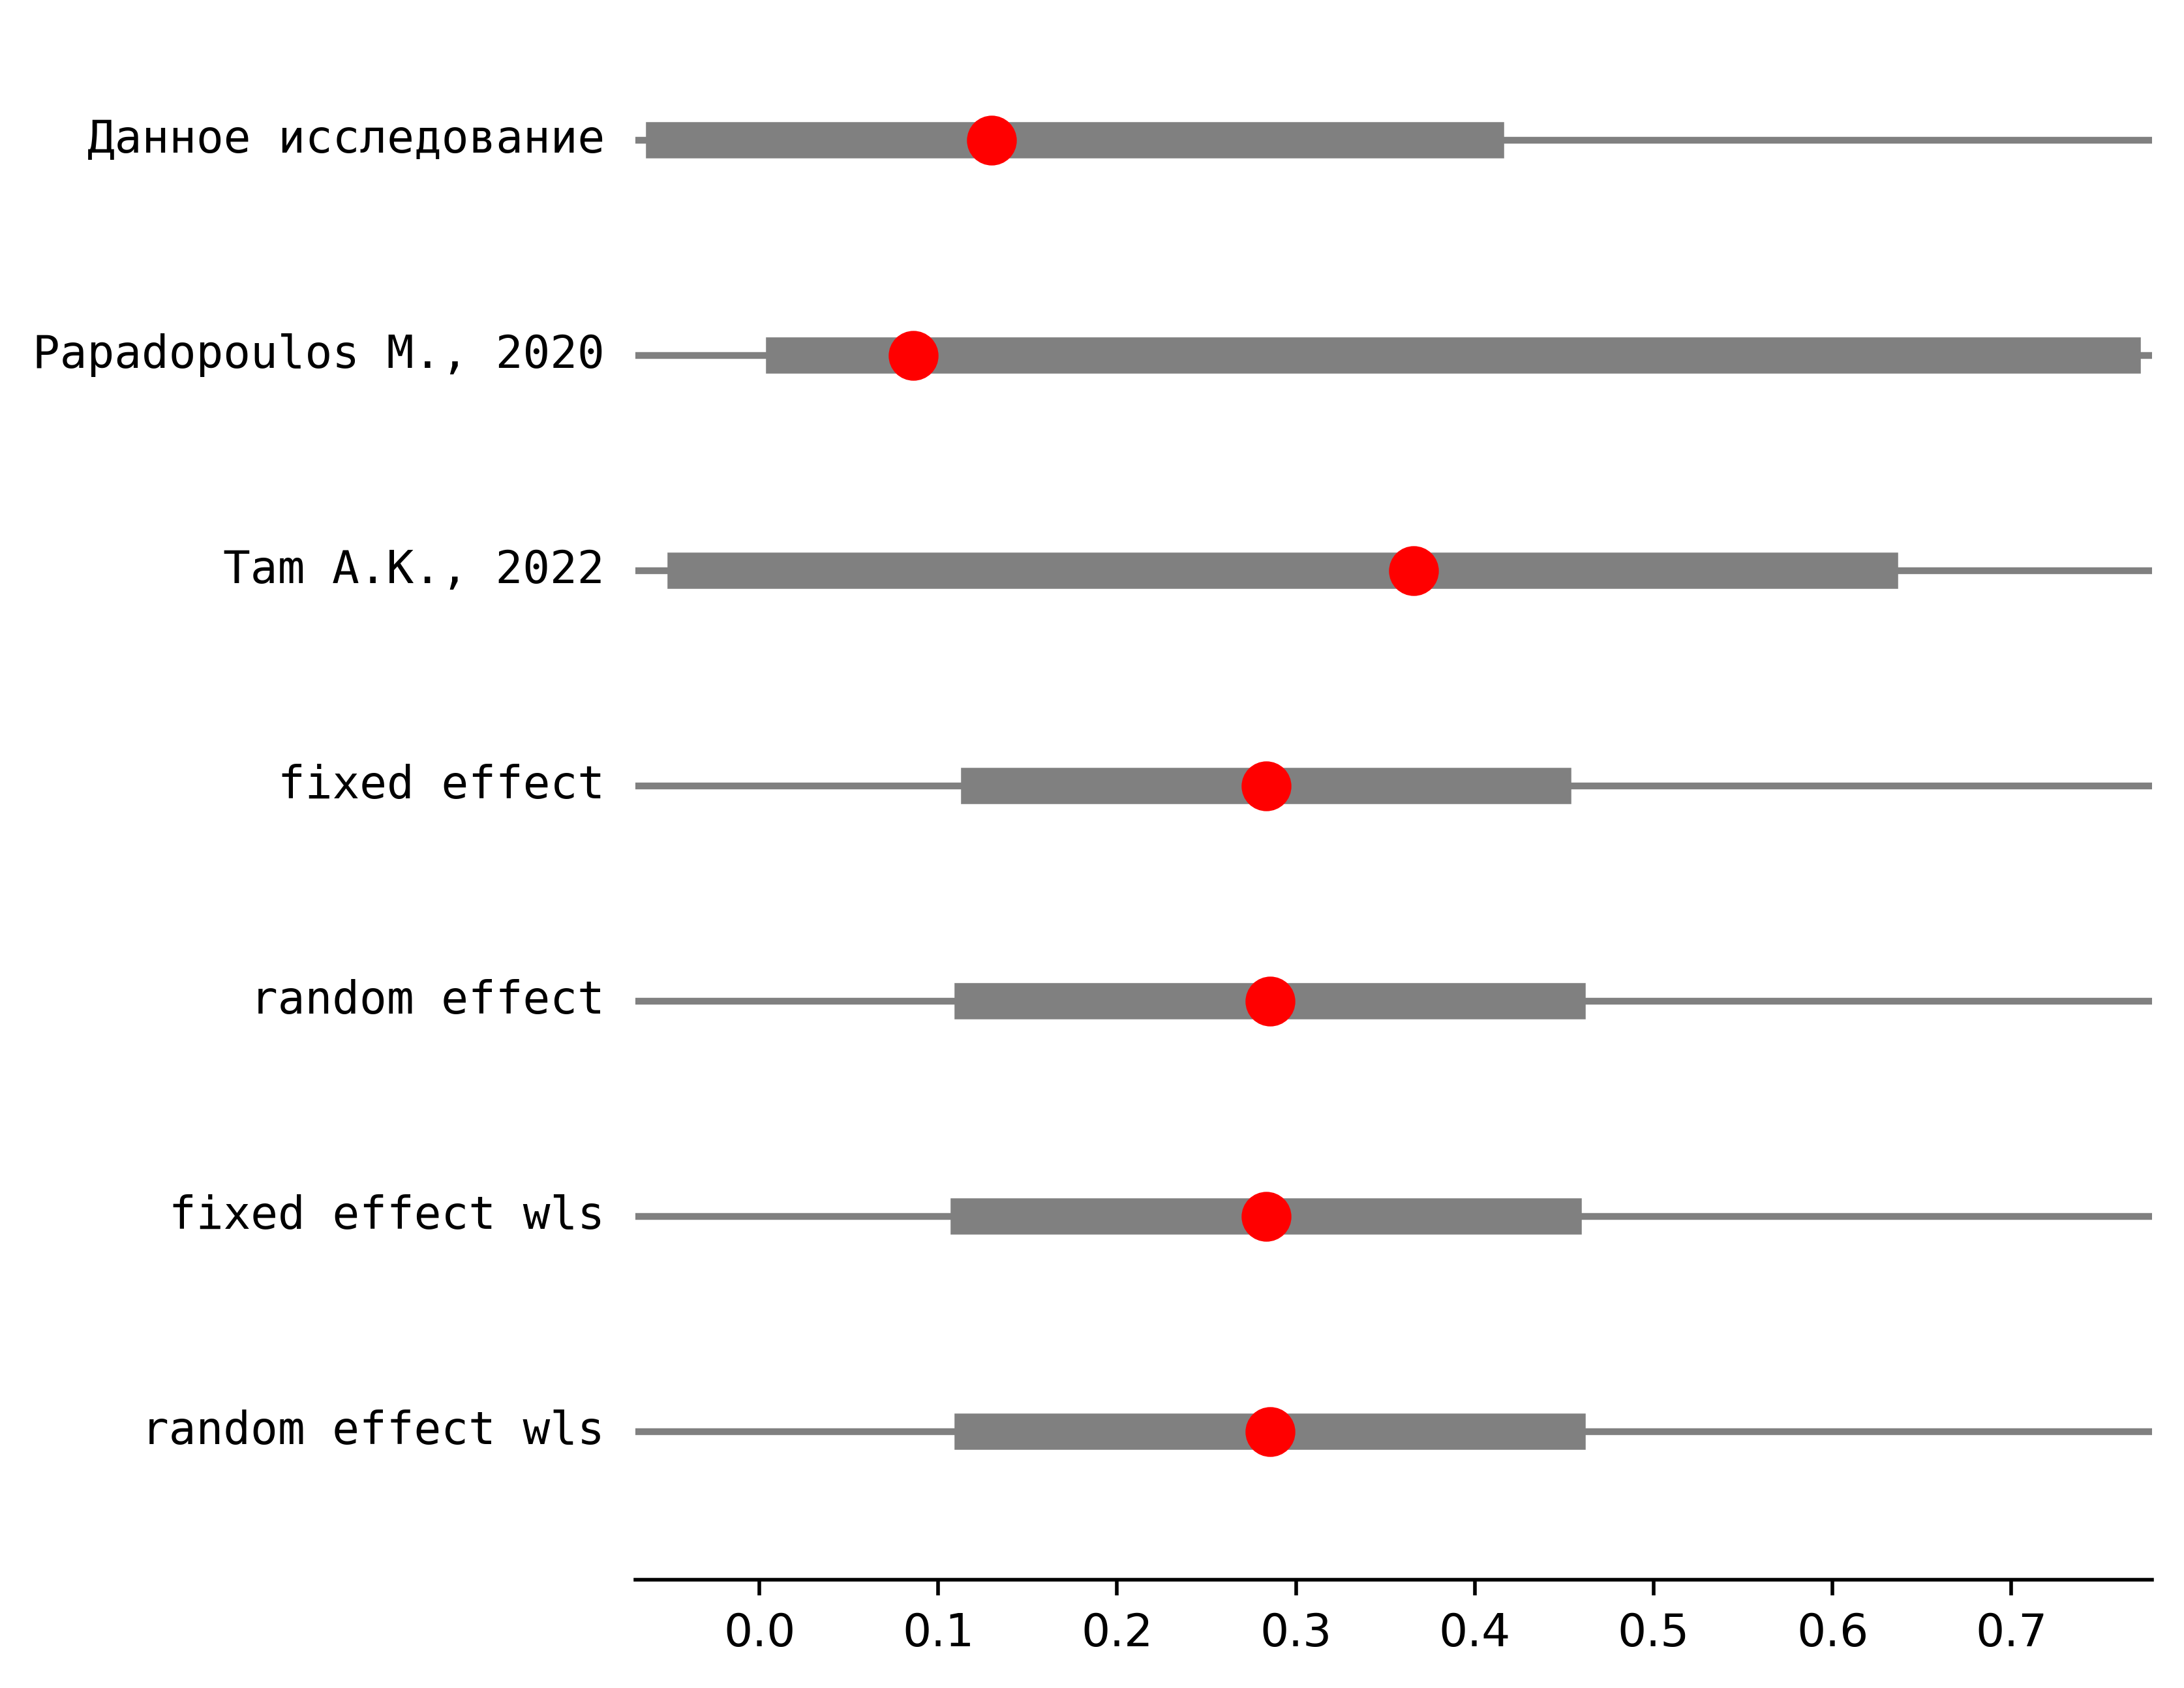 Данное исследование
Papadopoulos M., 2020
Tam A.K., 2022
fixed effect
random effect
fixed effect wls
random effect wls
0.0 0.1 0.2 0.3 0.4 0.5 0.6 0.7